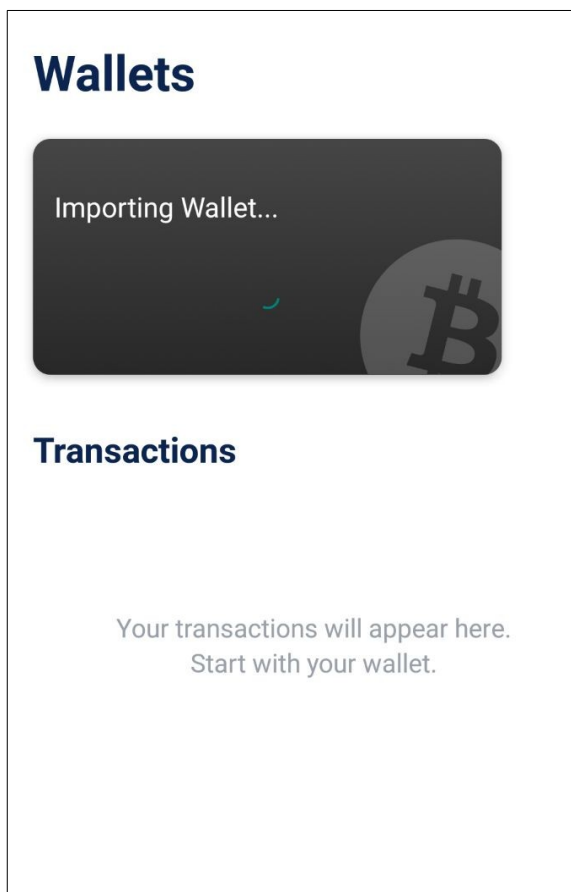 Wallets
Importing Wallet...
Transactions
Your transactions will appear here.
Start with your wallet.